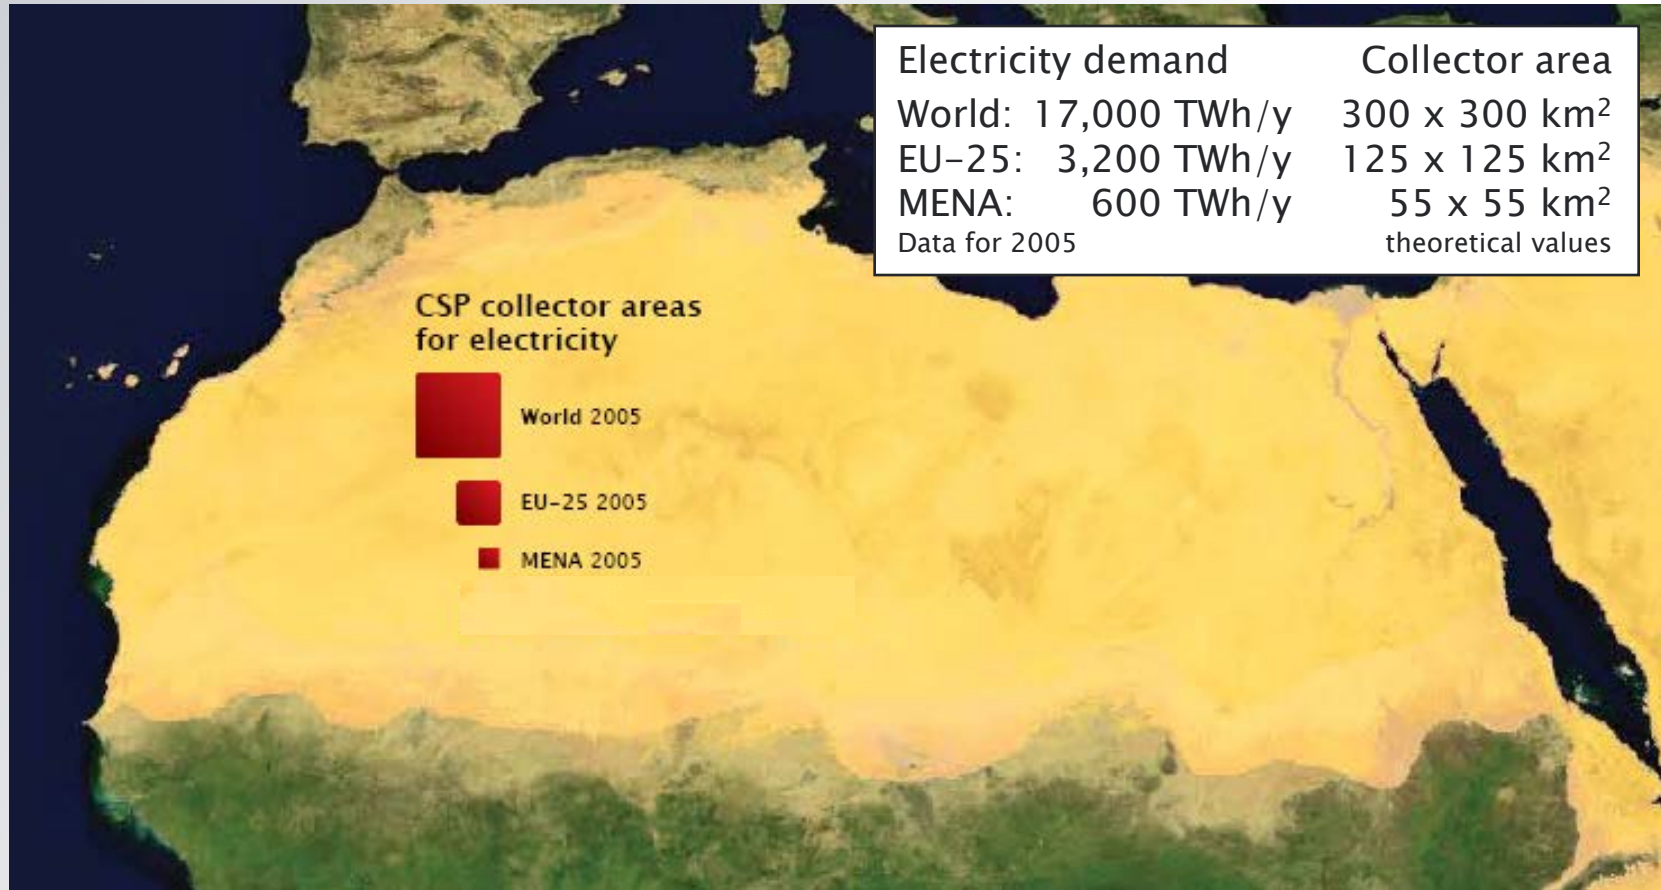 Electricity demand Collector area
World: 17,000 TWh/y 300 x 300 km²
EU-25: 3,200 TWh/y 125 x 125 km²
MENA: 600 TWh/y 55 x 55 km²
Data for 2005 theoretical values
CSP collector areas
for electricity
World 2005
EU-25 2005
MENA 2005